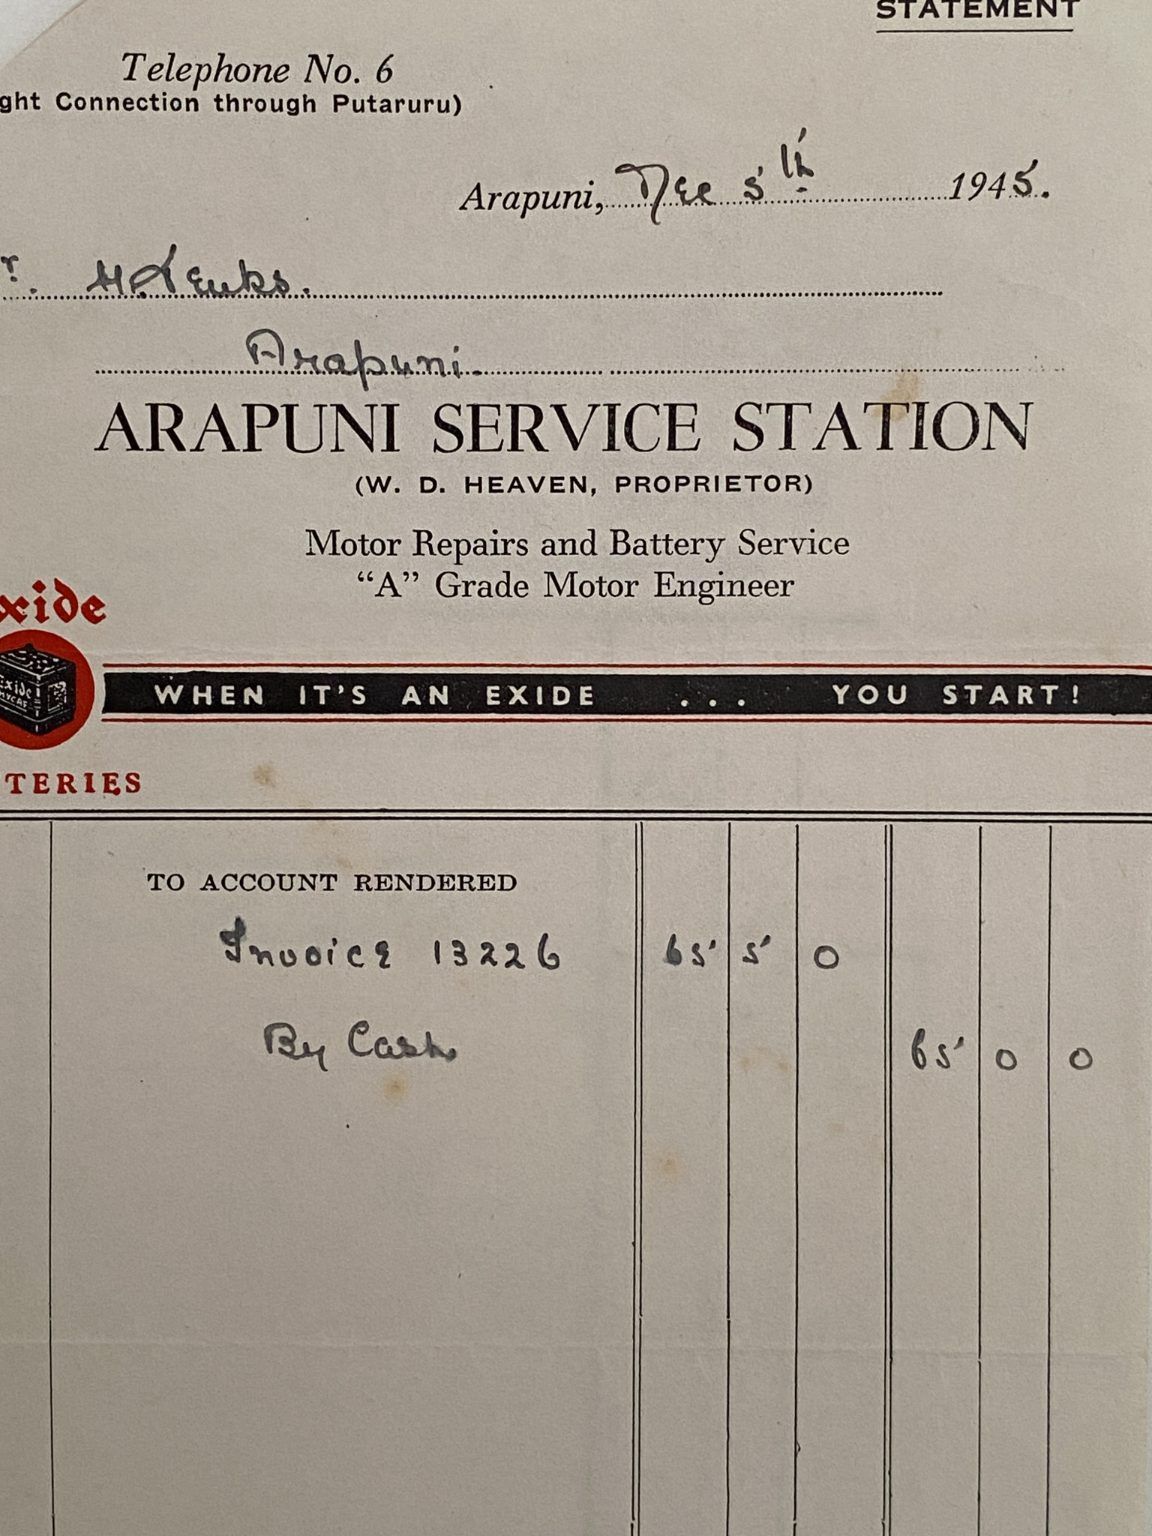 STATEMENT
Telephone No. 6
ght Connection through Putaruru)
Arapuni, Dec 5th 1945.
r. H. Jenks.
Arapuni.
ARAPUNI SERVICE STATION
(W. D. HEAVEN, PROPRIETOR)
Motor Repairs and Battery Service
“A” Grade Motor Engineer
xide
Exide
WHEN IT'S AN EXIDE ... YOU START!
TERIES
TO ACCOUNT RENDERED
Invoice 13226 65 5 0
By Cash 65 0 0